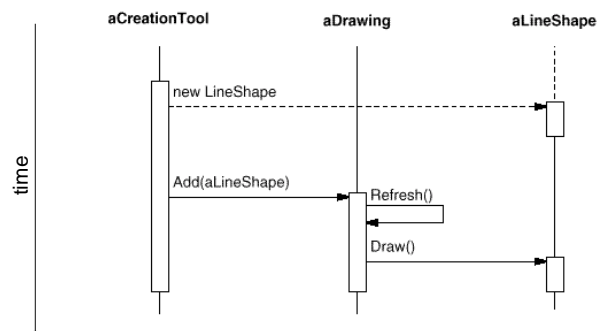 aCreationTool aDrawing aLineShape
new LineShape
Add(aLineShape)
Refresh()
Draw()
time